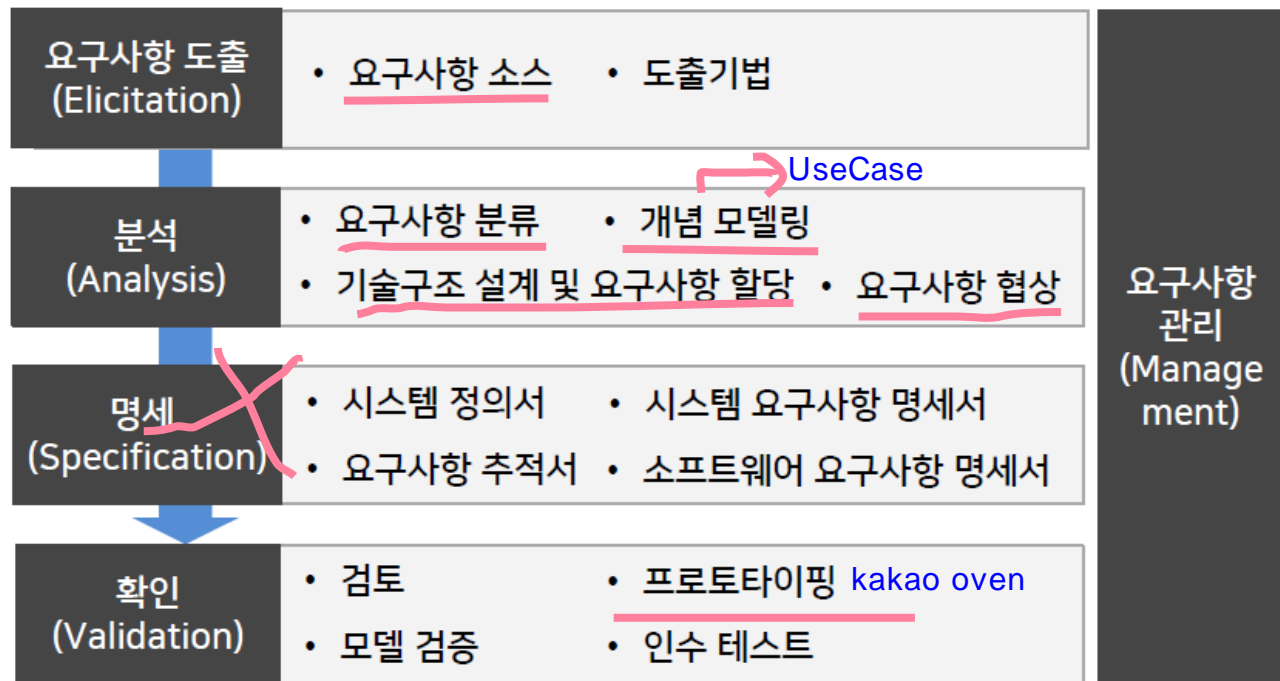 요구사항 도출
(Elicitation)
• 요구사항 소스 • 도출기법
UseCase
분석
(Analysis)
• 요구사항 분류 • 개념 모델링
• 기술구조 설계 및 요구사항 할당 • 요구사항 협상
명세
(Specification)
• 시스템 정의서 • 시스템 요구사항 명세서
• 요구사항 추적서 • 소프트웨어 요구사항 명세서
확인
(Validation)
• 검토 • 프로토타이핑 kakao oven
• 모델 검증 • 인수 테스트
요구사항
관리
(Manage
ment)